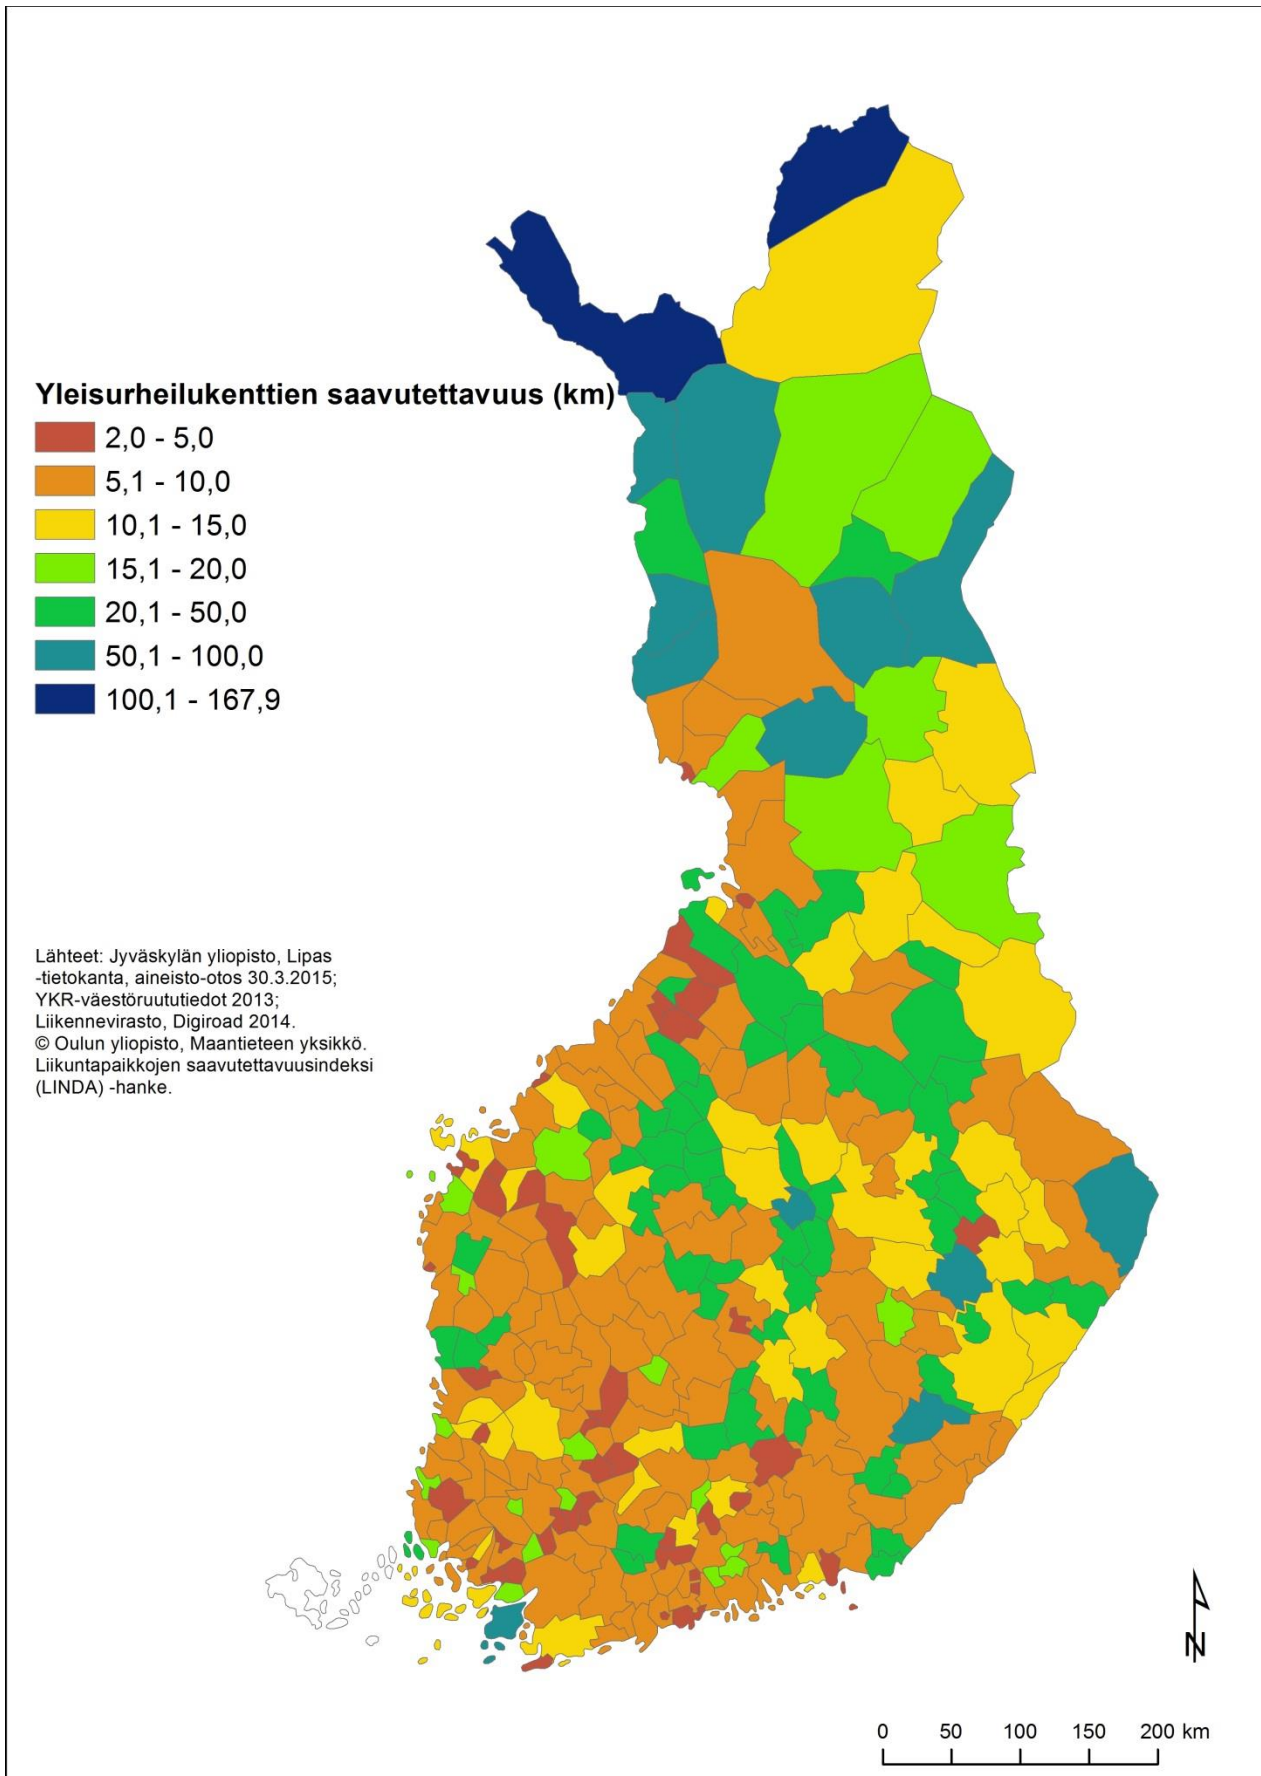 Yleisurheilukenttien saavutettavuus (km)
2,0 - 5,0
5,1 - 10,0
10,1 - 15,0
15,1 - 20,0
20,1 - 50,0
50,1 - 100,0
100,1 - 167,9
Lähteet: Jyväskylän yliopisto, Lipas
-tietokanta, aineisto-otos 30.3.2015;
YKR-väestöruututiedot 2013;
Liikennevirasto, Digiroad 2014.
© Oulun yliopisto, Maantieteen yksikkö.
Liikuntapaikkojen saavutettavuusindeksi
(LINDA) -hanke.
N
0 50 100 150 200 km